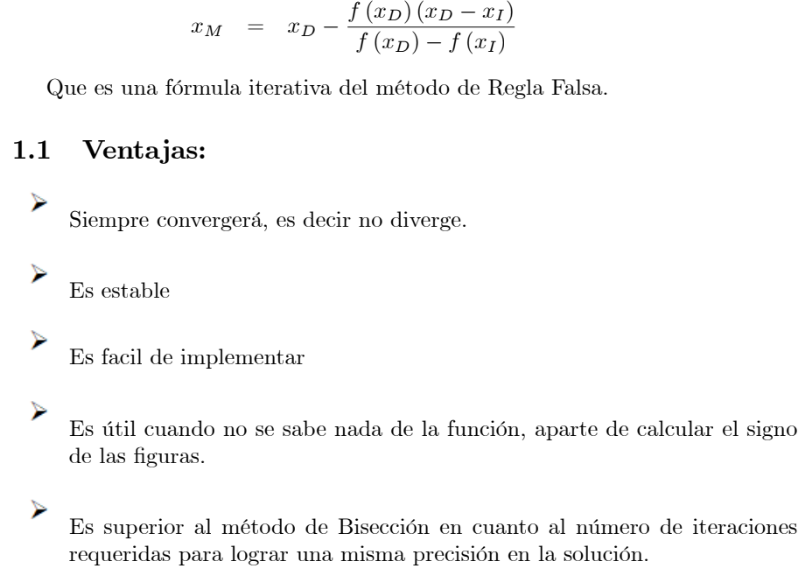 x_M = x_D − \frac{f (x_D) (x_D − x_I)}{f (x_D) − f (x_I)}
Que es una fórmula iterativa del método de Regla Falsa.
1.1 Ventajas:
➢ Siempre convergerá, es decir no diverge.
➢ Es estable
➢ Es facil de implementar
➢ Es útil cuando no se sabe nada de la función, aparte de calcular el signo
de las figuras.
➢ Es superior al método de Bisección en cuanto al número de iteraciones
requeridas para lograr una misma precisión en la solución.